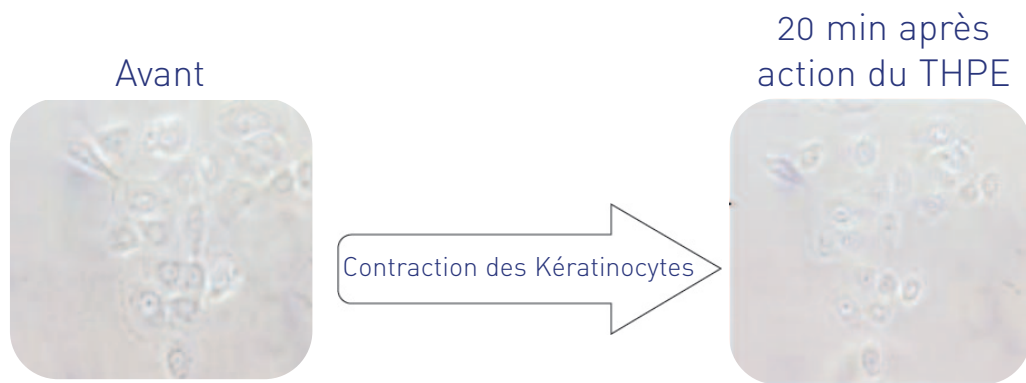 Avant
20 min après
action du THPE
Contraction des Kératinocytes